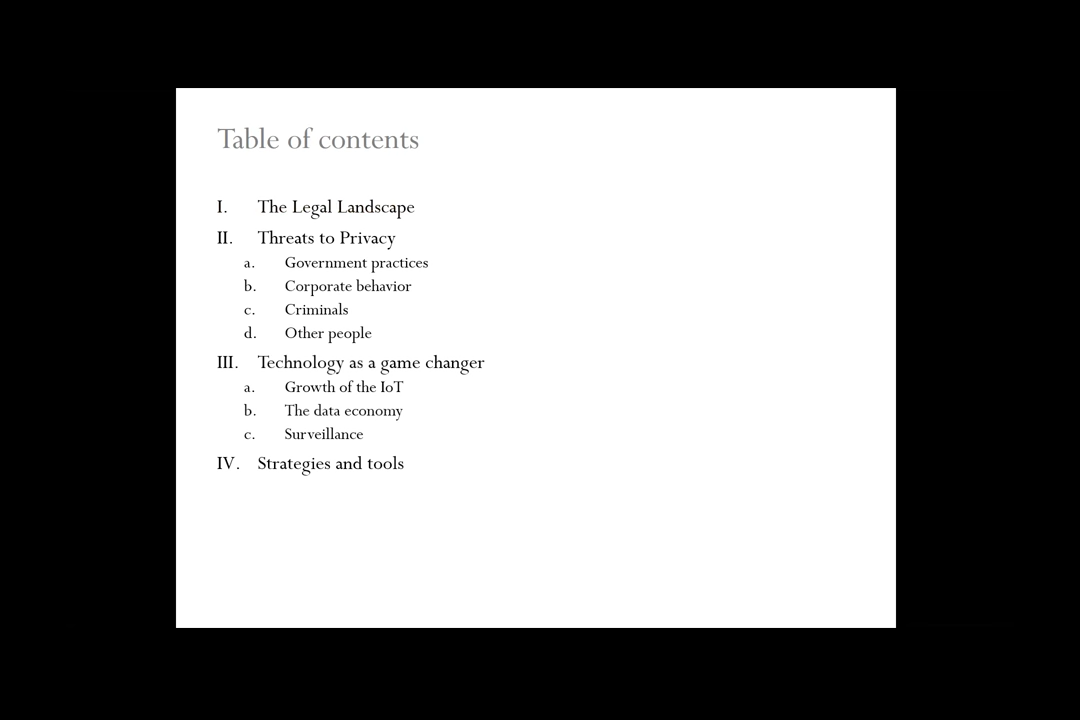 Table of contents
I. The Legal Landscape
II. Threats to Privacy
a. Government practices
b. Corporate behavior
c. Criminals
d. Other people
III. Technology as a game changer
a. Growth of the IoT
b. The data economy
c. Surveillance
IV. Strategies and tools